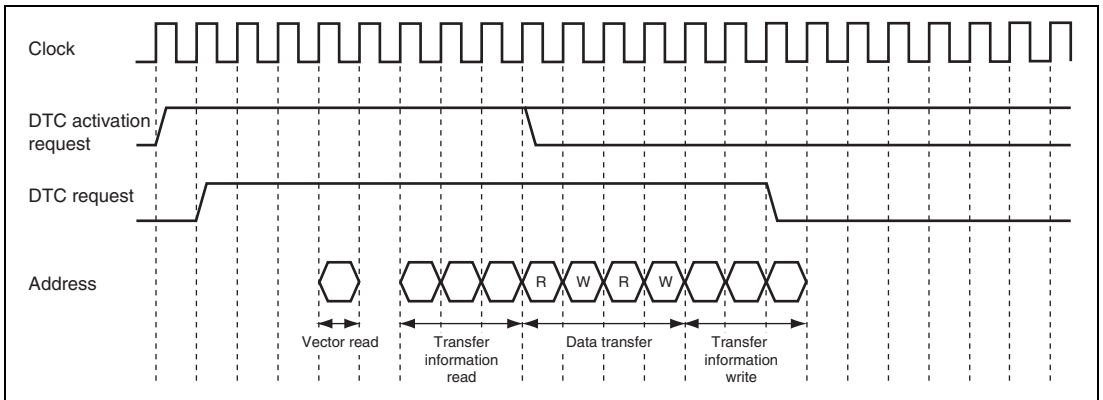 Clock
DTC activation
request
DTC request
Address
R W R W
Vector read
Transfer
information
read
Data transfer
Transfer
information
write